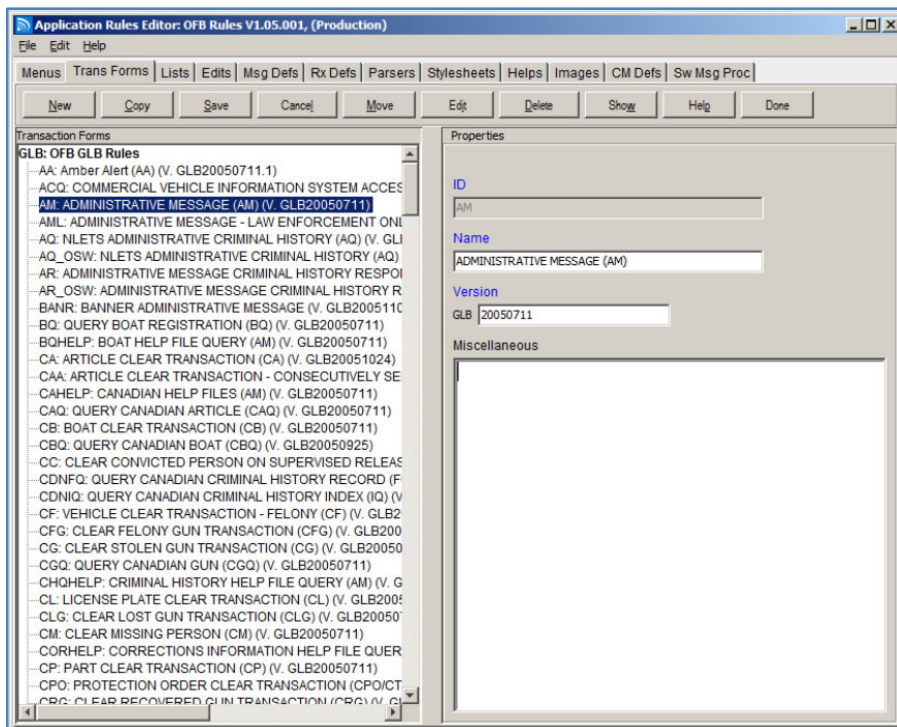 Application Rules Editor: OFB Rules V1.05.001, (Production)
File Edit Help
Menus Trans Forms Lists Edits Msg Defs Rx Defs Parsers Stylesheets Helps Images CM Defs Sw Msg Proc
New Copy Save Cancel Move Edit Delete Show Help Done
Transaction Forms
GLB: OFB GLB Rules
AA: Amber Alert (AA) (V. GLB20050711.1)
ACQ: COMMERCIAL VEHICLE INFORMATION SYSTEM ACCES
AM: ADMINISTRATIVE MESSAGE (AM) (V. GLB20050711)
AML: ADMINISTRATIVE MESSAGE - LAW ENFORCEMENT ONL
AQ: NLETS ADMINISTRATIVE CRIMINAL HISTORY (AQ) (V. GLI
AQ_OSW: NLETS ADMINISTRATIVE CRIMINAL HISTORY (AQ)
AR: ADMINISTRATIVE MESSAGE CRIMINAL HISTORY RESPOI
AR_OSW: ADMINISTRATIVE MESSAGE CRIMINAL HISTORY R
BANR: BANNER ADMINISTRATIVE MESSAGE (V. GLB2005110
BQ: QUERY BOAT REGISTRATION (BQ) (V. GLB20050711)
BQHELP: BOAT HELP FILE QUERY (AM) (V. GLB20050711)
CA: ARTICLE CLEAR TRANSACTION (CA) (V. GLB20051024)
CAA: ARTICLE CLEAR TRANSACTION - CONSECUTIVELY SE
CAHELP: CANADIAN HELP FILES (AM) (V. GLB20050711)
CAQ: QUERY CANADIAN ARTICLE (CAQ) (V. GLB20050711)
CB: BOAT CLEAR TRANSACTION (CB) (V. GLB20050711)
CBQ: QUERY CANADIAN BOAT (CBQ) (V. GLB20050925)
CC: CLEAR CONVICTED PERSON ON SUPERVISED RELEAS
CDNFQ: QUERY CANADIAN CRIMINAL HISTORY RECORD (F
CDNIQ: QUERY CANADIAN CRIMINAL HISTORY INDEX (IQ) (V
CF: VEHICLE CLEAR TRANSACTION - FELONY (CF) (V. GLB2
CFG: CLEAR FELONY GUN TRANSACTION (CFG) (V. GLB200
CG: CLEAR STOLEN GUN TRANSACTION (CG) (V. GLB20050
CGQ: QUERY CANADIAN GUN (CGQ) (V. GLB20050711)
CHQHELP: CRIMINAL HISTORY HELP FILE QUERY (AM) (V. G
CL: LICENSE PLATE CLEAR TRANSACTION (CL) (V. GLB2005
CLG: CLEAR LOST GUN TRANSACTION (CLG) (V. GLB20050
CM: CLEAR MISSING PERSON (CM) (V. GLB20050711)
CORHELP: CORRECTIONS INFORMATION HELP FILE QUER
CP: PART CLEAR TRANSACTION (CP) (V. GLB20050711)
CPO: PROTECTION ORDER CLEAR TRANSACTION (CPO/CT
CRG: CLEAR RECOVERED GUN TRANSACTION (CRG) (V. GL
Properties
ID
AM
Name
ADMINISTRATIVE MESSAGE (AM)
Version
GLB 20050711
Miscellaneous